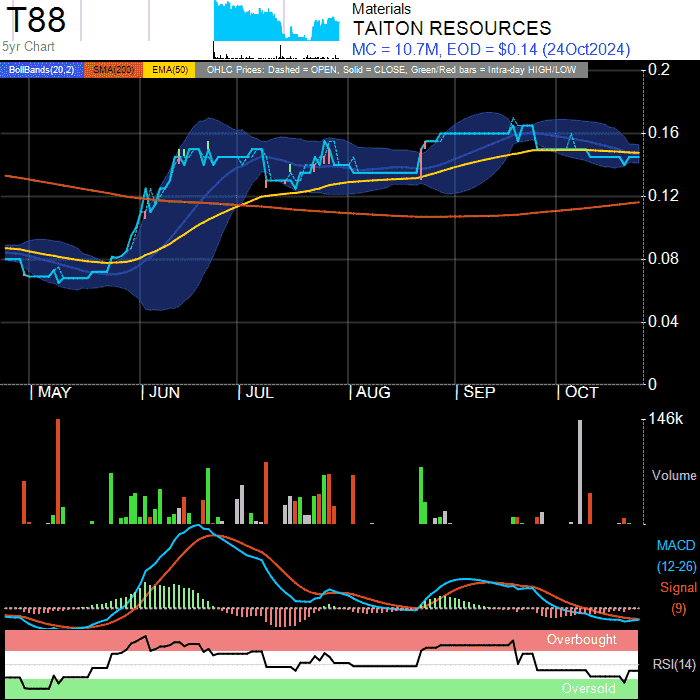 T88
5yr Chart
Materials
TAITON RESOURCES
MC = 10.7M, EOD = $0.14 (24Oct2024)
BollBands(20,2) SMA(200) EMA(50) OHLC Prices: Dashed = OPEN, Solid = CLOSE, Green/Red bars = Intra-day HIGH/LOW
0.2
0.16
0.12
0.08
0.04
0
MAY JUN JUL AUG SEP OCT
146k
Volume
MACD
(12-26)
Signal
(9)
Overbought
RSI(14)
Oversold